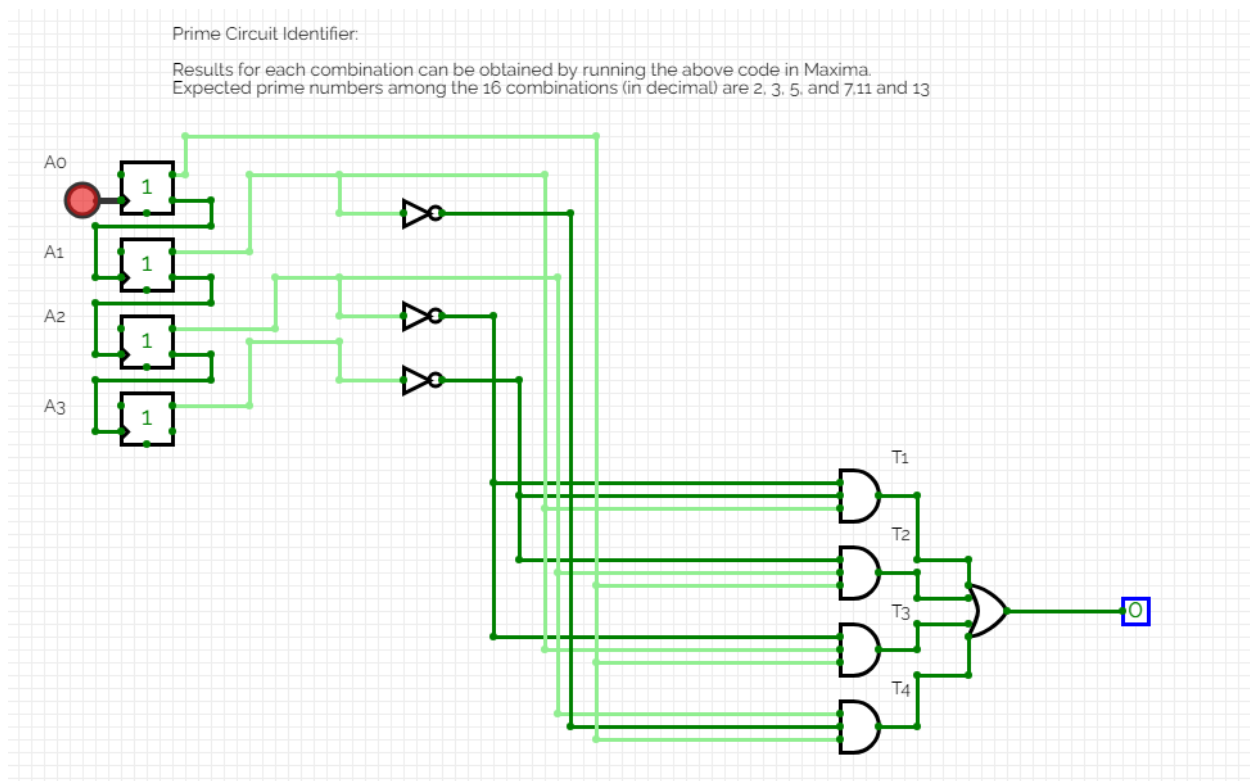 Prime Circuit Identifier:
Results for each combination can be obtained by running the above code in Maxima.
Expected prime numbers among the 16 combinations (in decimal) are 2, 3, 5, and 7,11 and 13
A0
1
A1
1
A2
1
A3
1
T1
T2
T3
T4
0